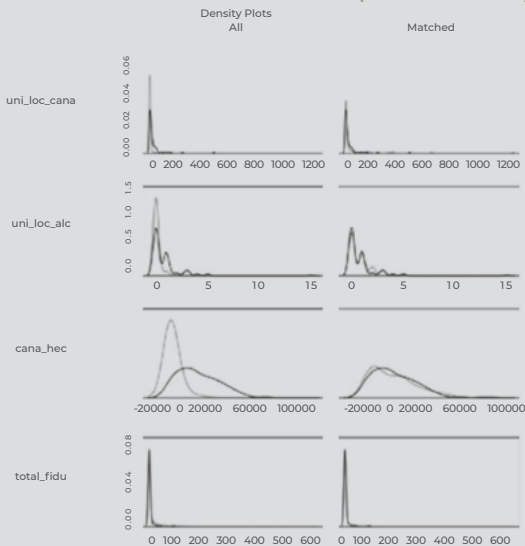 Density Plots
All Matched
uni_loc_cana
0.00 0.02 0.04 0.06
0 200 400 600 800 1000 1200 0 200 400 600 800 1000 1200
uni_loc_alc
0.0 0.5 1.0 1.5
0 5 10 15 0 5 10 15
cana_hec
-20000 0 20000 60000 100000 -20000 0 20000 60000 100000
total_fidu
0.00 0.04 0.08
0 100 200 300 400 500 600 0 100 200 300 400 500 600